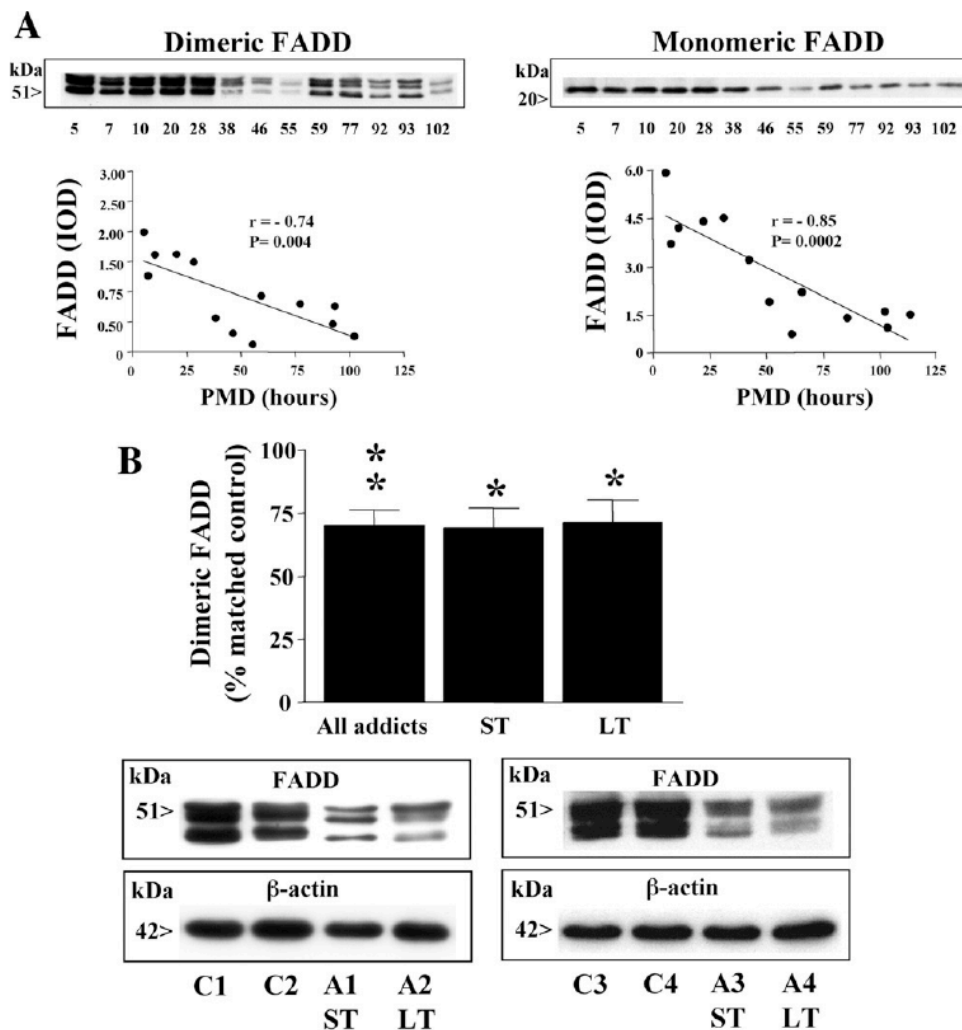 A
Dimeric FADD
kDa
51>
5 7 10 20 28 38 46 55 59 77 92 93 102
FADD (IOD)
3.00
2.00
1.50
0.75
0.50
0
r = - 0.74
P= 0.004
0 25 50 75 100 125
PMD (hours)
Monomeric FADD
kDa
20>
5 7 10 20 28 38 46 55 59 77 92 93 102
FADD (IOD)
6.0
4.5
3.0
1.5
0
r = - 0.85
P= 0.0002
0 25 50 75 100 125
PMD (hours)
B
Dimeric FADD
(% matched control)
100
75
50
25
0
*
*
*
*
All addicts ST LT
kDa
FADD
51>
kDa
β-actin
42>
C1 C2 A1 A2
ST LT
kDa
FADD
51>
kDa
β-actin
42>
C3 C4 A3 A4
ST LT